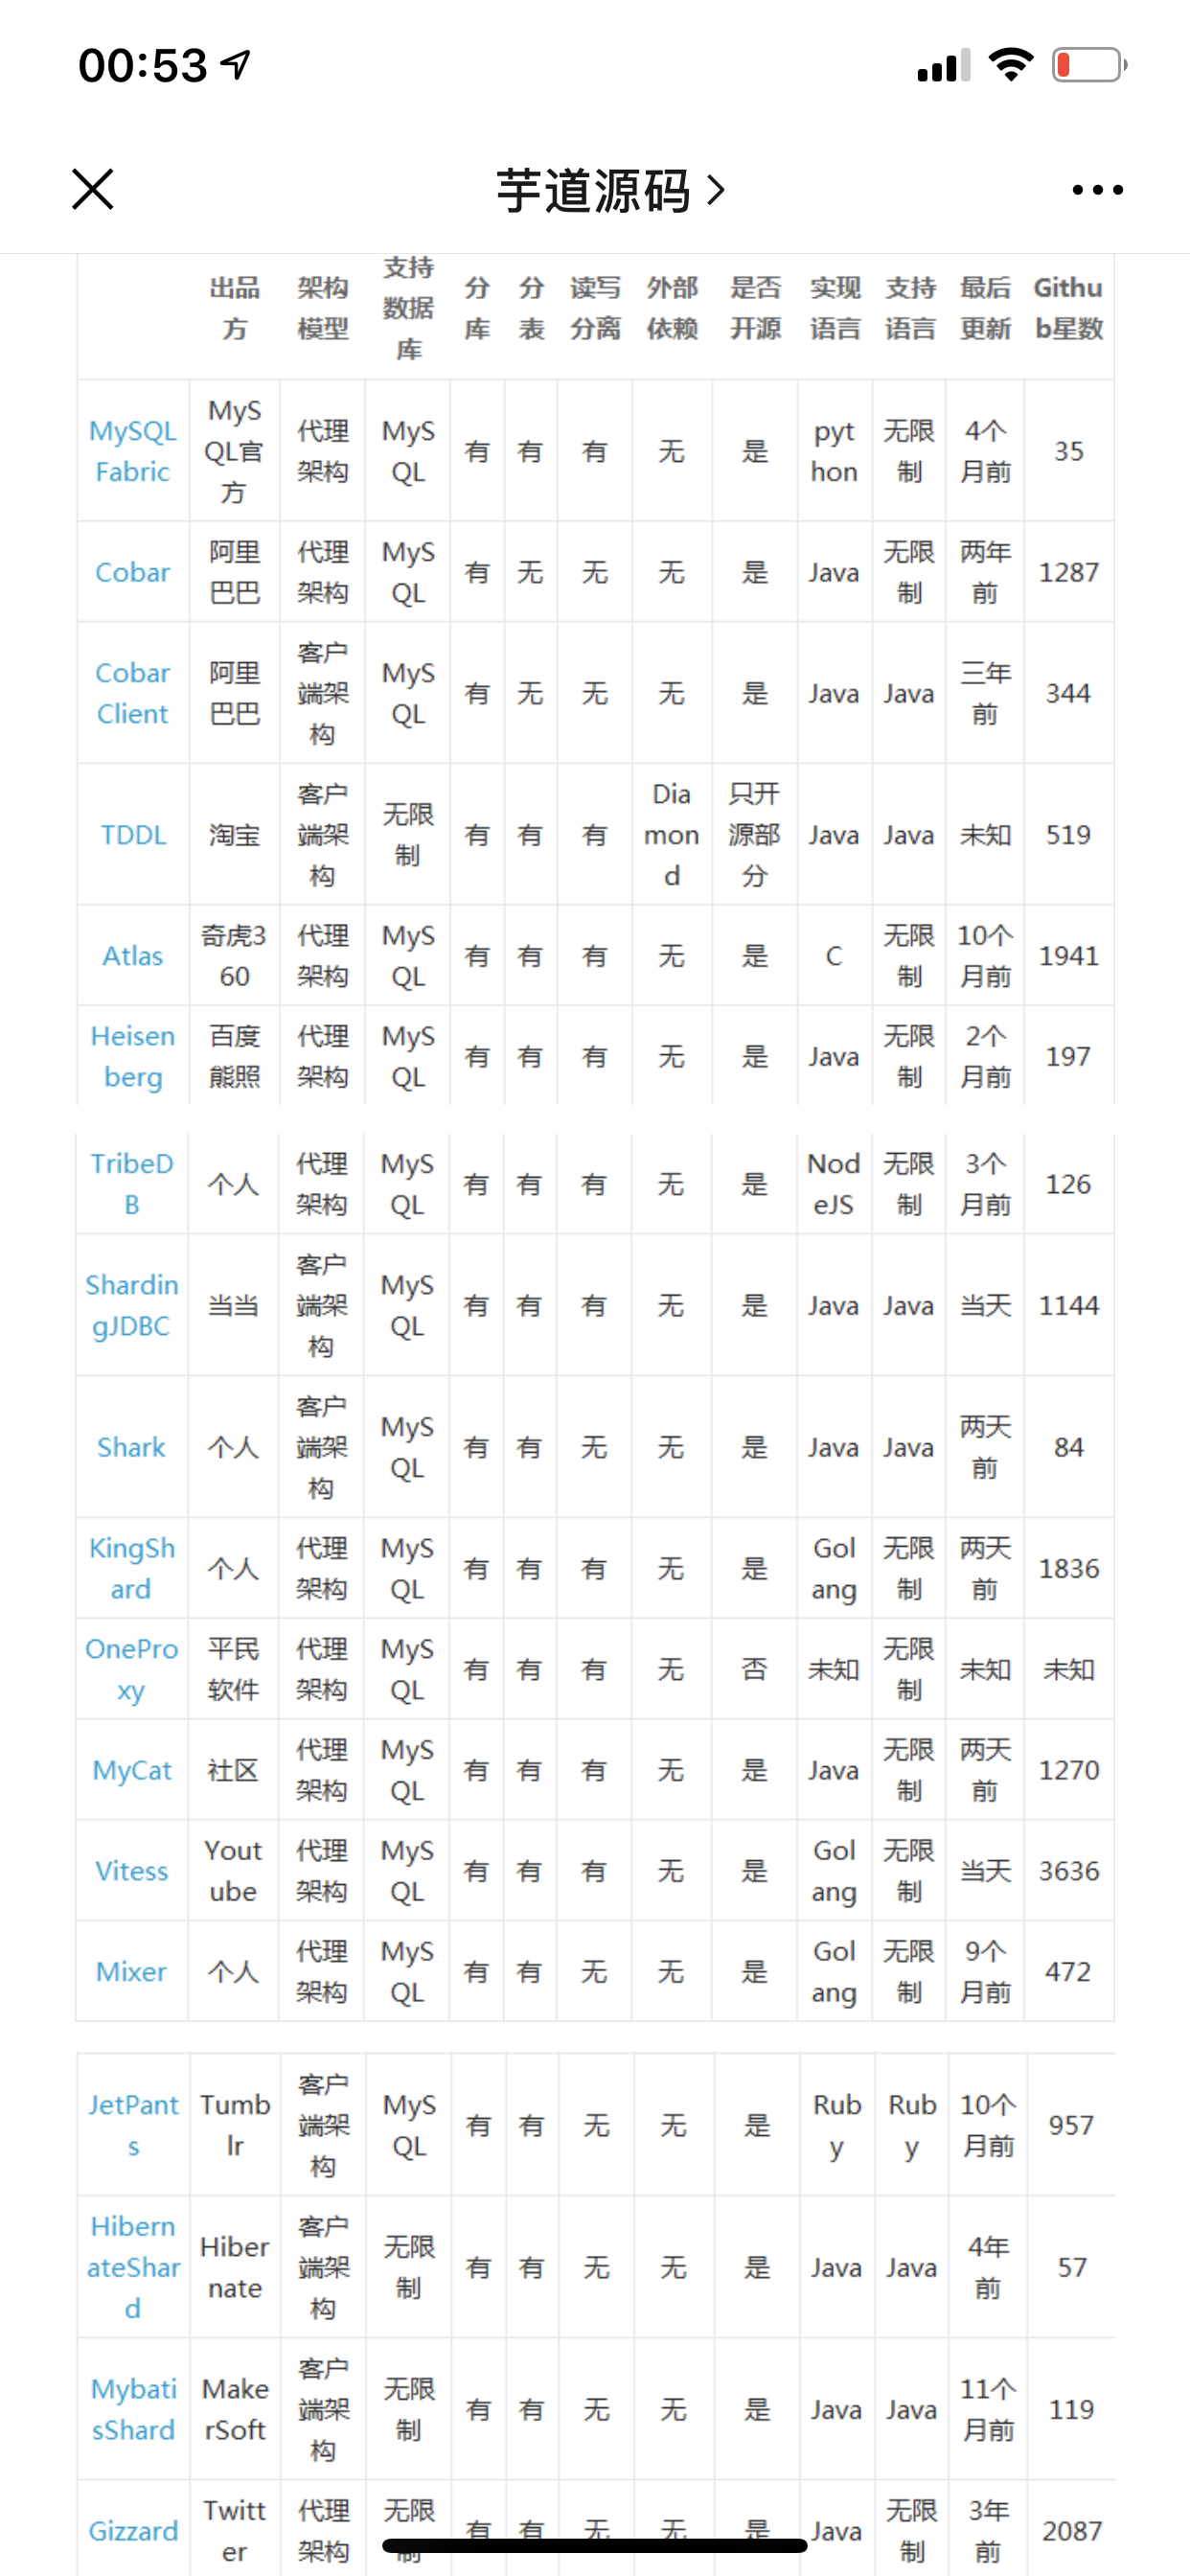 00:53
芋道源码
出品方 架构模型 支持数据库 分库 分表 读写分离 外部依赖 是否开源 实现语言 支持语言 最后更新 Github星数
MySQL Fabric MySQL官方 代理架构 MySQL 有 有 有 无 是 python 无限制 4个月前 35
Cobar 阿里巴巴 代理架构 MySQL 有 无 无 无 是 Java 无限制 两年前 1287
Cobar Client 阿里巴巴 客户端架构 MySQL 有 无 无 无 是 Java Java 三年前 344
TDDL 淘宝 客户端架构 无限制 有 有 有 Diamond 只开源部分 Java Java 未知 519
Atlas 奇虎360 代理架构 MySQL 有 有 有 无 是 C 无限制 10个月前 1941
Heisenberg 百度熊照 代理架构 MySQL 有 有 有 无 是 Java 无限制 2个月前 197
TribeDB 个人 代理架构 MySQL 有 有 有 无 是 NodeJS 无限制 3个月前 126
ShardingJDBC 当当 客户端架构 MySQL 有 有 有 无 是 Java Java 当天 1144
Shark 个人 客户端架构 MySQL 有 有 无 无 是 Java Java 两天前 84
KingShard 个人 代理架构 MySQL 有 有 有 无 是 Golang 无限制 两天前 1836
OneProxy 平民软件 代理架构 MySQL 有 有 有 无 否 未知 无限制 未知 未知
MyCat 社区 代理架构 MySQL 有 有 有 无 是 Java 无限制 两天前 1270
Vitess Youtube 代理架构 MySQL 有 有 有 无 是 Golang 无限制 当天 3636
Mixer 个人 代理架构 MySQL 有 有 无 无 是 Golang 无限制 9个月前 472
JetPants Tumblr 客户端架构 MySQL 有 有 无 无 是 Ruby Ruby 10个月前 957
HibernateShard Hibernate 客户端架构 无限制 有 有 无 无 是 Java Java 4年前 57
MybatisShard MakerSoft 客户端架构 无限制 有 有 无 无 是 Java Java 11个月前 119
Gizzard Twitter 代理架构 无限制 有 有 无 无 是 Java 无限制 3年前 2087